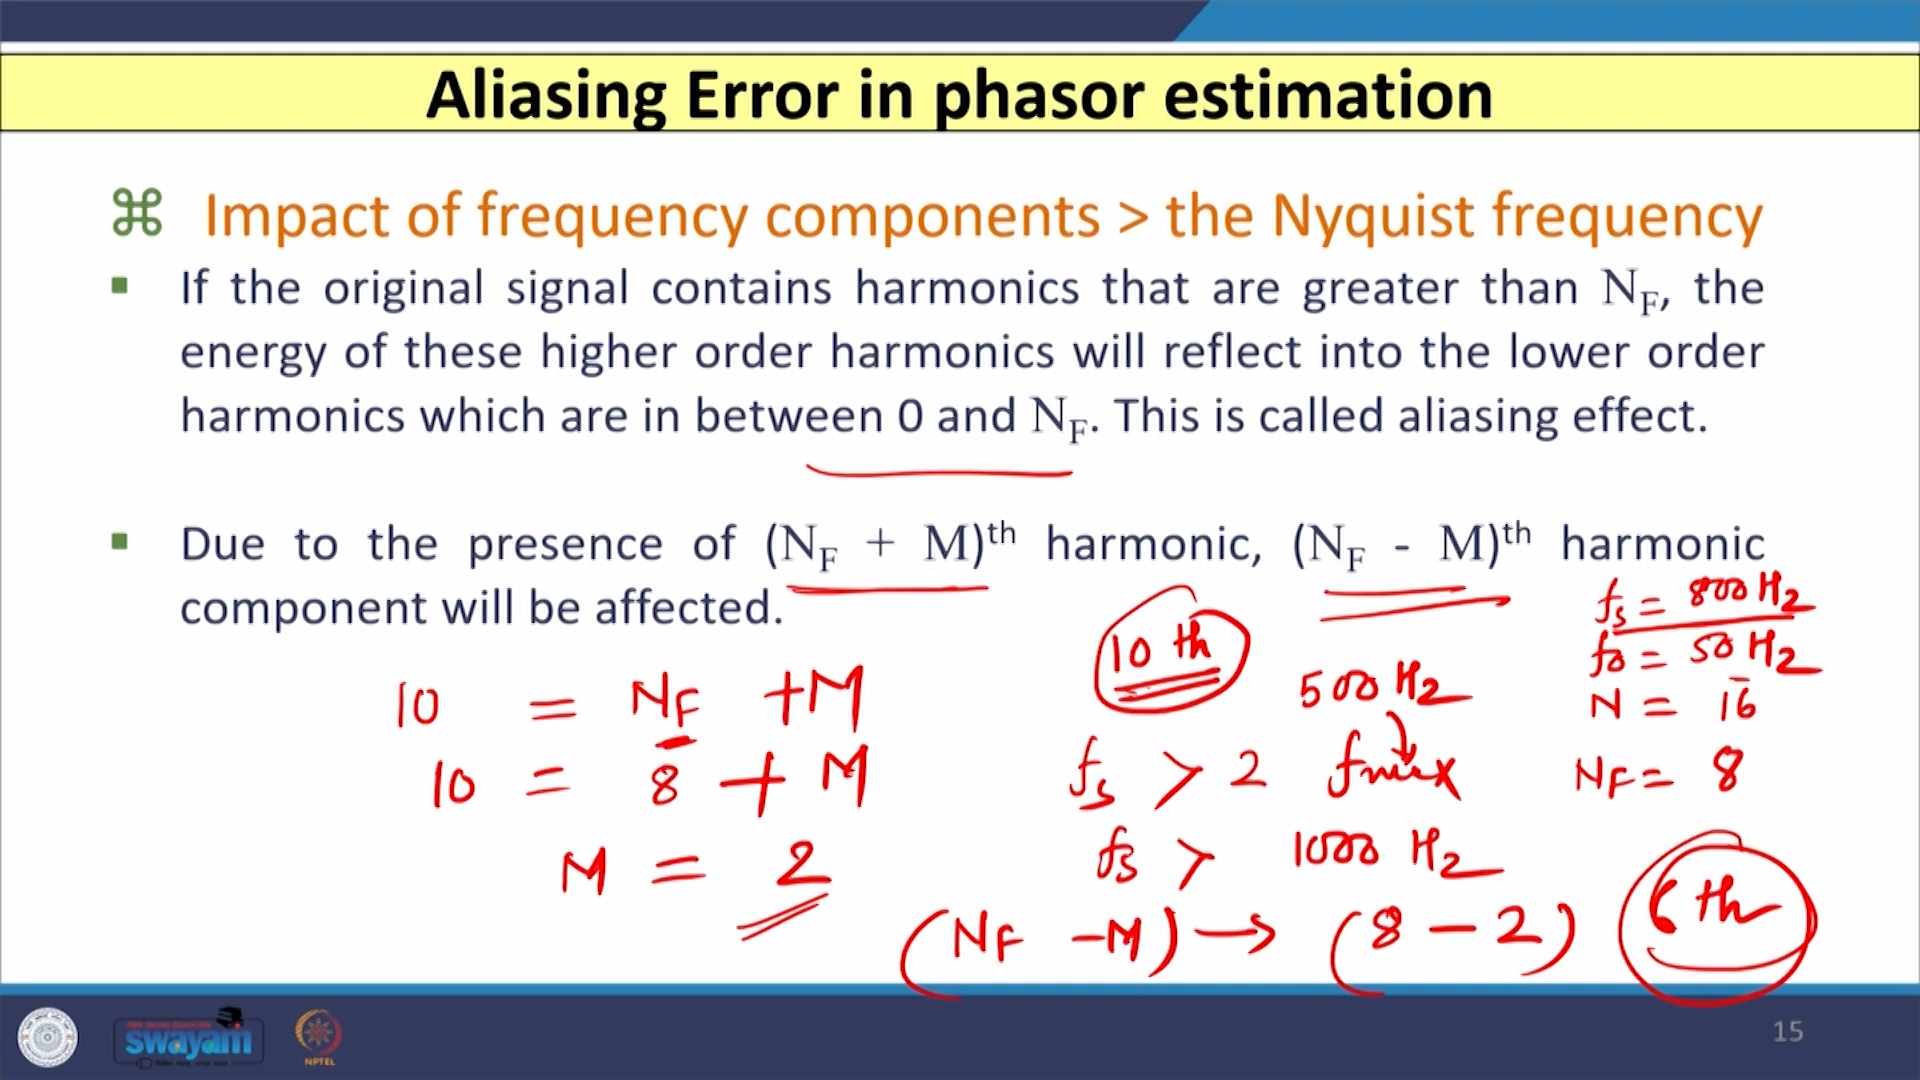 Aliasing Error in phasor estimation
⌘ Impact of frequency components > the Nyquist frequency
▪ If the original signal contains harmonics that are greater than N_F, the
energy of these higher order harmonics will reflect into the lower order
harmonics which are in between 0 and N_F. This is called aliasing effect.
▪ Due to the presence of (N_F + M)th harmonic, (N_F - M)th harmonic
component will be affected.
10 = NF + M
10 = 8 + M
M = 2
10 th
500 Hz
fs > 2 fmax
fs > 1000 Hz
(NF - M) → (8 - 2)
6 th
fs = 800 Hz
f0 = 50 Hz
N = 16
NF = 8
swayam
NPTEL
15